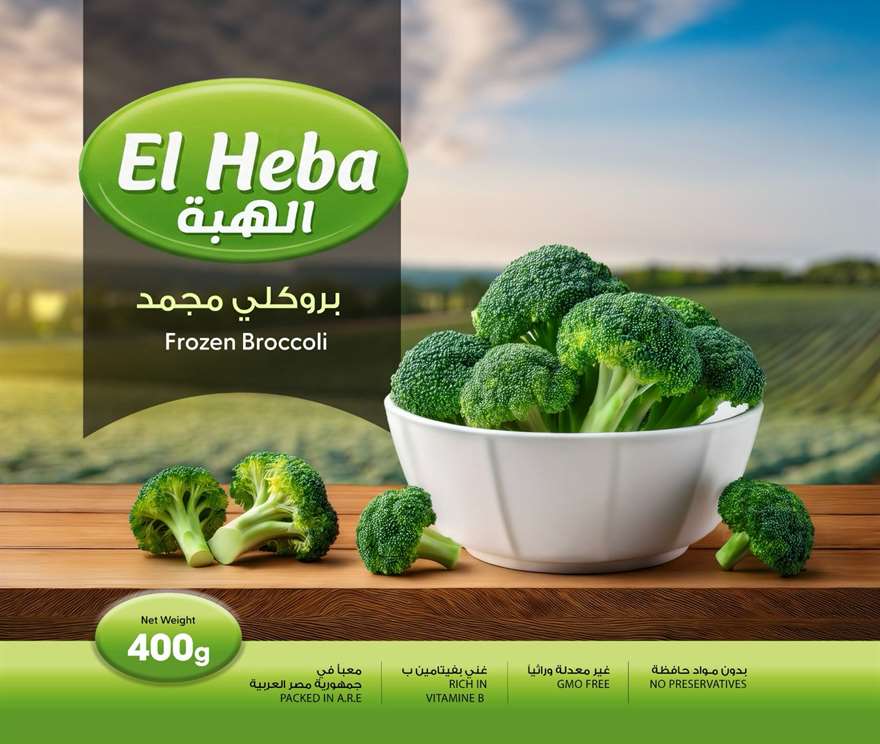 El Heba
الهبة
بروكلي مجمد
Frozen Broccoli
Net Weight
400g
معبأ في
جمهورية مصر العربية
PACKED IN A.R.E
غني بفيتامين ب
RICH IN
VITAMINE B
غير معدلة وراثياً
GMO FREE
بدون مواد حافظة
NO PRESERVATIVES